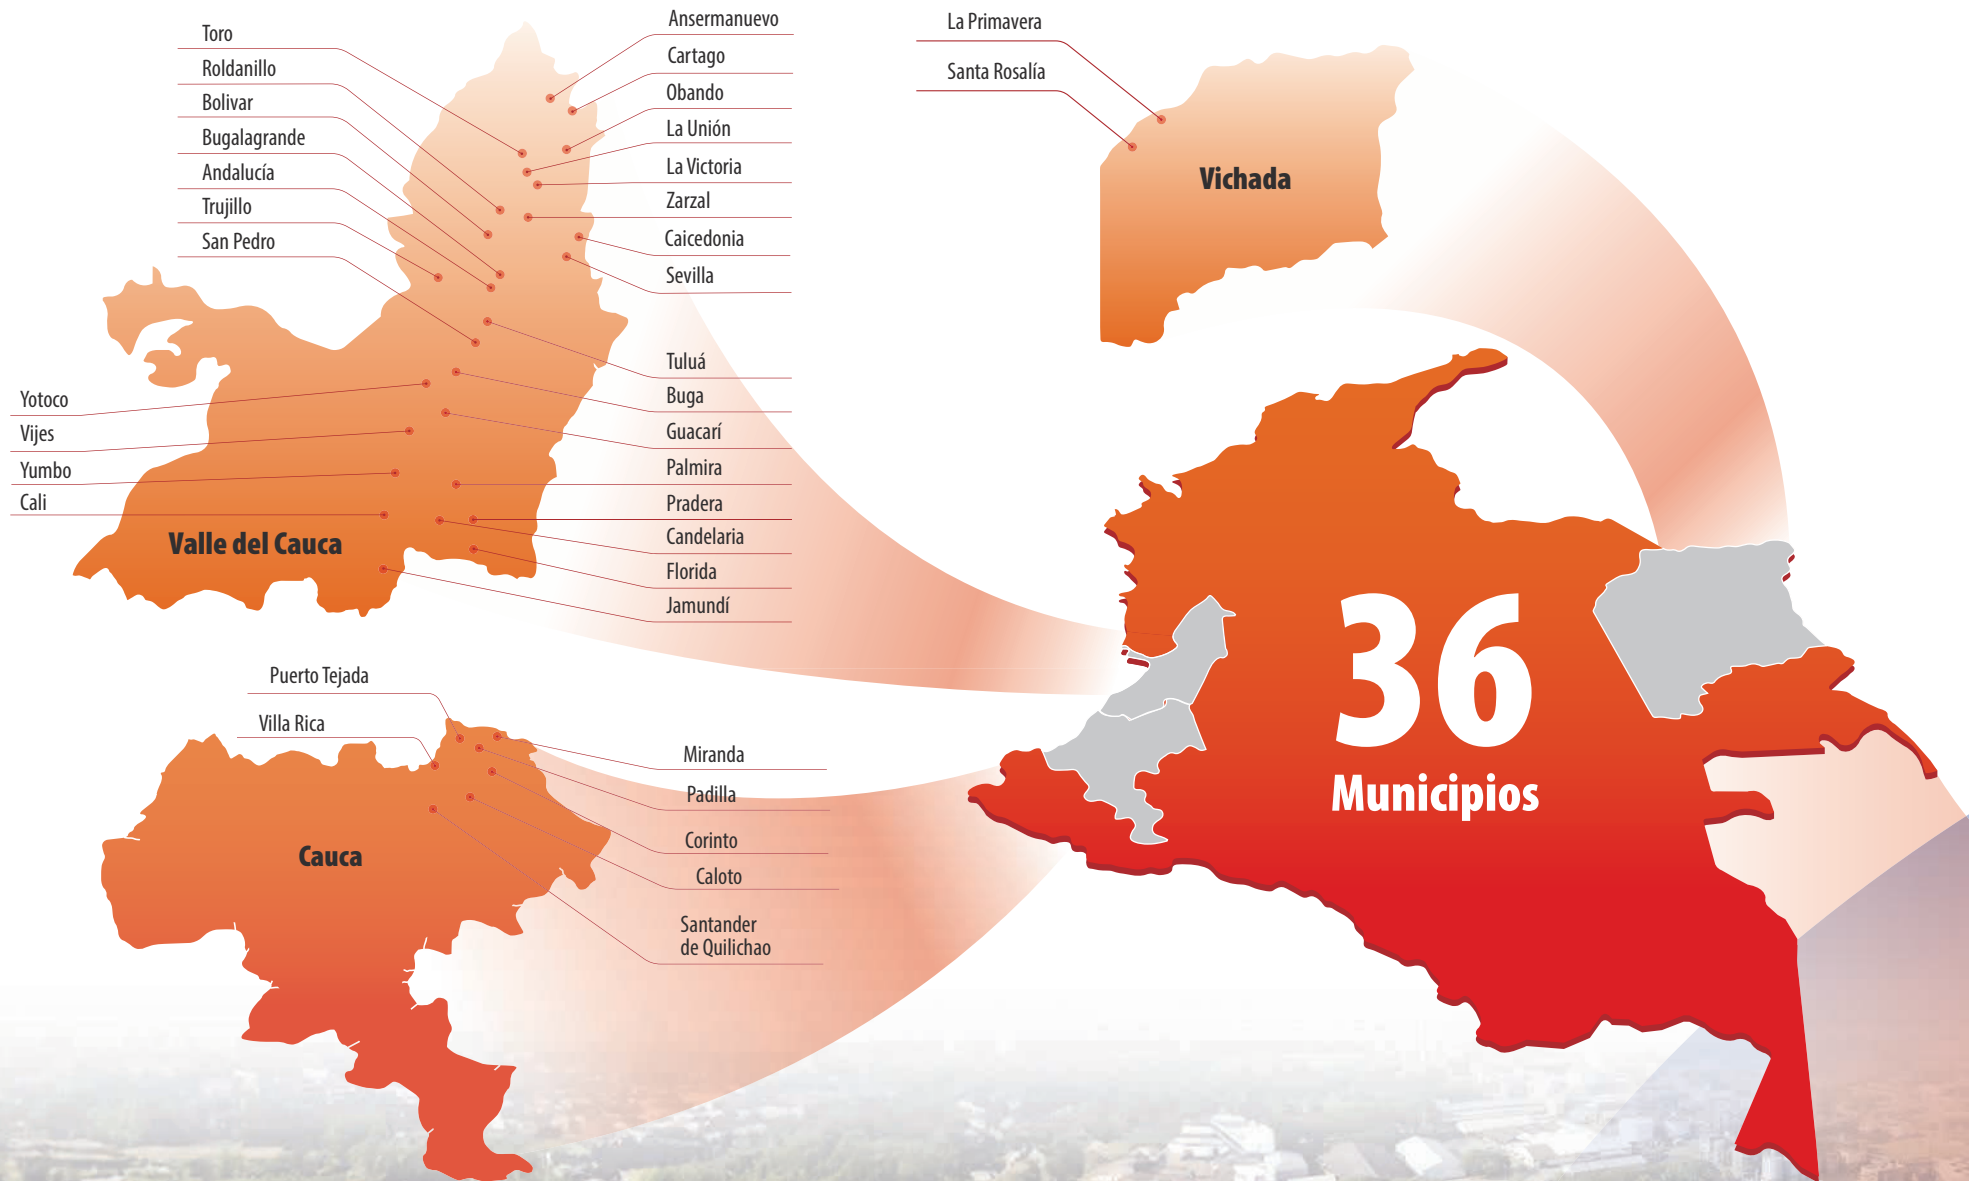 Toro
Roldanillo
Bolivar
Bugalagrande
Andalucía
Trujillo
San Pedro
Ansermanuevo
Cartago
Obando
La Unión
La Victoria
Zarzal
Caicedonia
Sevilla
Tuluá
Buga
Guacarí
Palmira
Pradera
Candelaria
Florida
Jamundí
Yotoco
Vijes
Yumbo
Cali
Valle del Cauca
La Primavera
Santa Rosalía
Vichada
Puerto Tejada
Villa Rica
Miranda
Padilla
Corinto
Caloto
Santander
de Quilichao
Cauca
36
Municipios